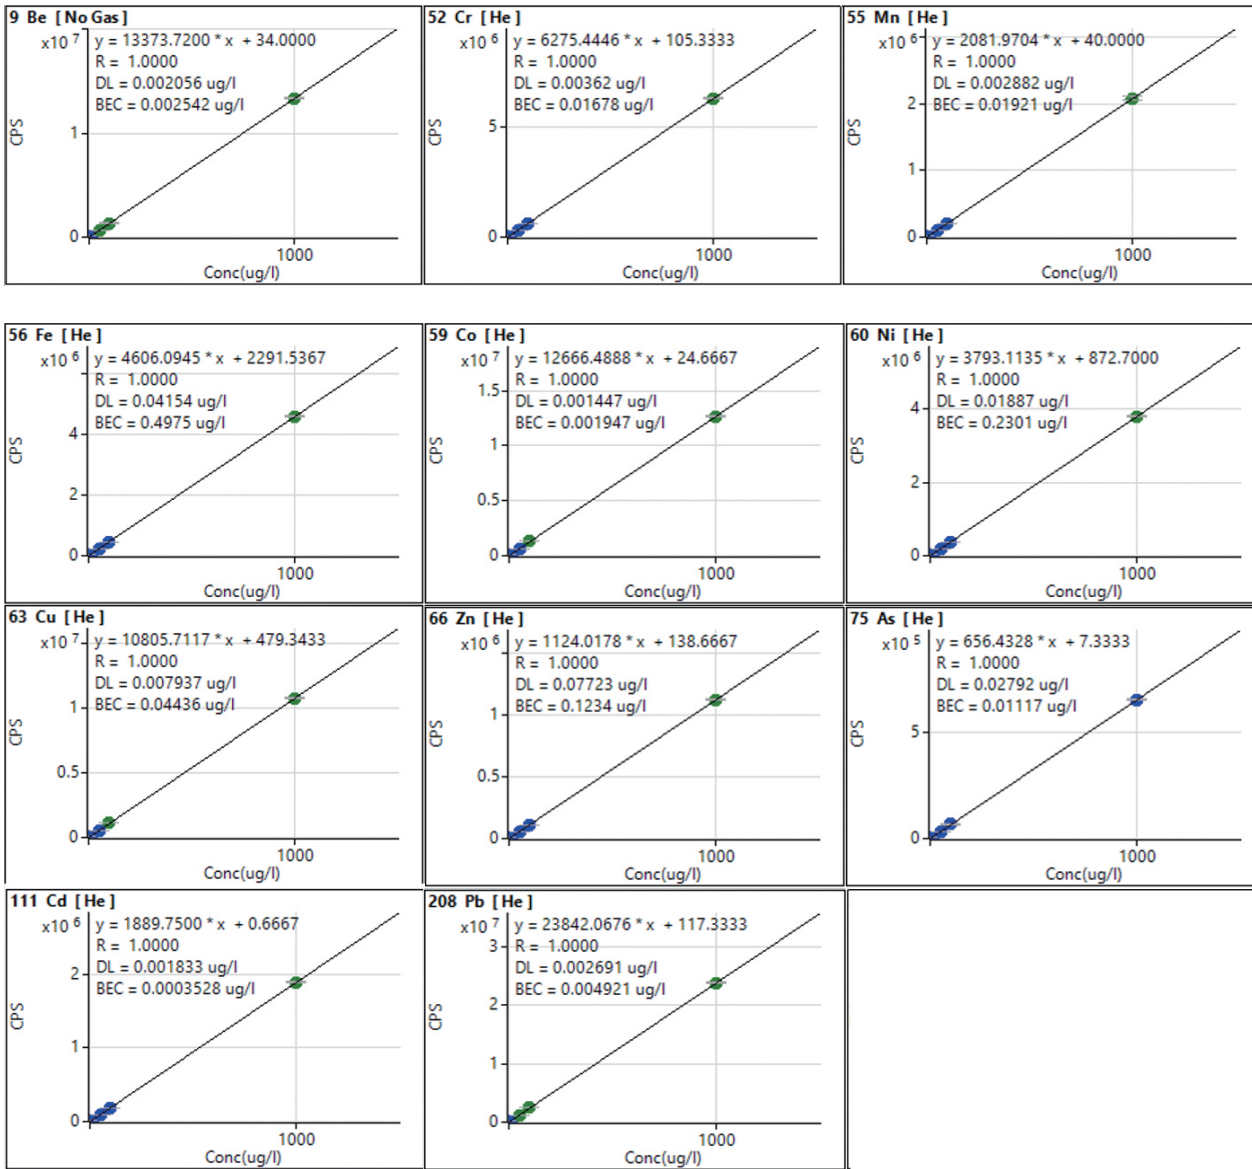 9 Be [No Gas]
x10 7
y = 13373.7200 * x + 34.0000
R = 1.0000
DL = 0.002056 ug/l
BEC = 0.002542 ug/l
CPS
1
0
1000
Conc(ug/l)
52 Cr [He]
x10 6
y = 6275.4446 * x + 105.3333
R = 1.0000
DL = 0.00362 ug/l
BEC = 0.01678 ug/l
CPS
5
0
1000
Conc(ug/l)
55 Mn [He]
x10 6
y = 2081.9704 * x + 40.0000
R = 1.0000
DL = 0.002882 ug/l
BEC = 0.01921 ug/l
CPS
2
1
0
1000
Conc(ug/l)
56 Fe [He]
x10 6
y = 4606.0945 * x + 2291.5367
R = 1.0000
DL = 0.04154 ug/l
BEC = 0.4975 ug/l
CPS
4
2
0
1000
Conc(ug/l)
59 Co [He]
x10 7
y = 12666.4888 * x + 24.6667
R = 1.0000
DL = 0.001447 ug/l
BEC = 0.001947 ug/l
CPS
1.5
1
0.5
0
1000
Conc(ug/l)
60 Ni [He]
x10 6
y = 3793.1135 * x + 872.7000
R = 1.0000
DL = 0.01887 ug/l
BEC = 0.2301 ug/l
CPS
4
2
0
1000
Conc(ug/l)
63 Cu [He]
x10 7
y = 10805.7117 * x + 479.3433
R = 1.0000
DL = 0.007937 ug/l
BEC = 0.04436 ug/l
CPS
1
0.5
0
1000
Conc(ug/l)
66 Zn [He]
x10 6
y = 1124.0178 * x + 138.6667
R = 1.0000
DL = 0.07723 ug/l
BEC = 0.1234 ug/l
CPS
1
0.5
0
1000
Conc(ug/l)
75 As [He]
x10 5
y = 656.4328 * x + 7.3333
R = 1.0000
DL = 0.02792 ug/l
BEC = 0.01117 ug/l
CPS
5
0
1000
Conc(ug/l)
111 Cd [He]
x10 6
y = 1889.7500 * x + 0.6667
R = 1.0000
DL = 0.001833 ug/l
BEC = 0.0003528 ug/l
CPS
2
1
0
1000
Conc(ug/l)
208 Pb [He]
x10 7
y = 23842.0676 * x + 117.3333
R = 1.0000
DL = 0.002691 ug/l
BEC = 0.004921 ug/l
CPS
3
2
1
0
1000
Conc(ug/l)